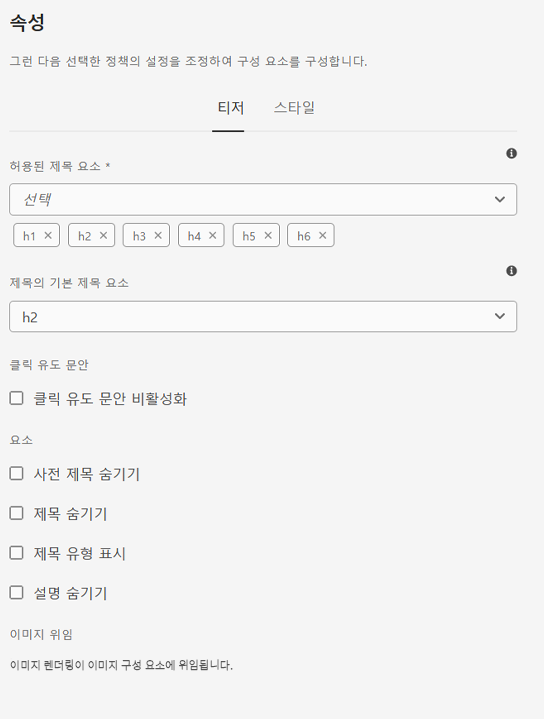 속성
그런 다음 선택한 정책의 설정을 조정하여 구성 요소를 구성합니다.
티저 스타일
허용된 제목 요소 *
선택
h1 h2 h3 h4 h5 h6
제목의 기본 제목 요소
h2
클릭 유도 문안
클릭 유도 문안 비활성화
요소
사전 제목 숨기기
제목 숨기기
제목 유형 표시
설명 숨기기
이미지 위임
이미지 렌더링이 이미지 구성 요소에 위임됩니다.